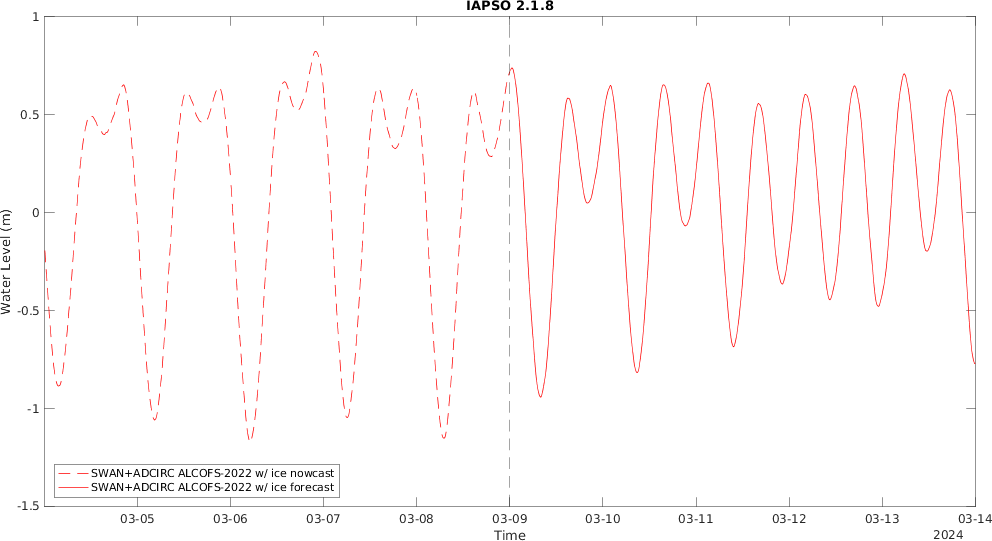 IAPSO 2.1.8
1
0.5
0
-0.5
-1
-1.5
Water Level (m)
SWAN+ADCIRC ALCOFS-2022 w/ ice nowcast
SWAN+ADCIRC ALCOFS-2022 w/ ice forecast
03-05 03-06 03-07 03-08 03-09 03-10 03-11 03-12 03-13 03-14
Time
2024